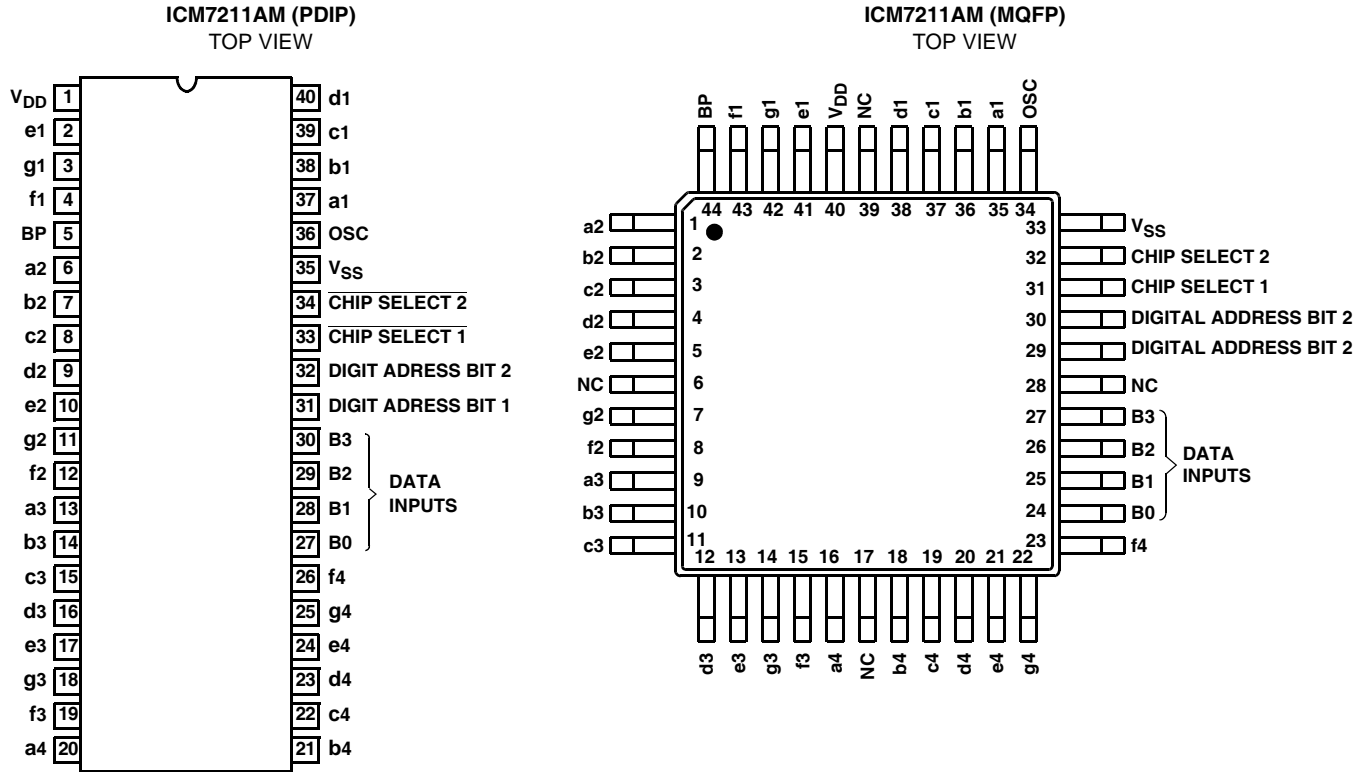 ICM7211AM (PDIP)
TOP VIEW
VDD 1
e1 2
g1 3
f1 4
BP 5
a2 6
b2 7
c2 8
d2 9
e2 10
g2 11
f2 12
a3 13
b3 14
c3 15
d3 16
e3 17
g3 18
f3 19
a4 20
40 d1
39 c1
38 b1
37 a1
36 OSC
35 VSS
34 CHIP SELECT 2
33 CHIP SELECT 1
32 DIGIT ADRESS BIT 2
31 DIGIT ADRESS BIT 1
30 B3
29 B2
28 B1
27 B0
DATA
INPUTS
26 f4
25 g4
24 e4
23 d4
22 c4
21 b4
ICM7211AM (MQFP)
TOP VIEW
BP f1 g1 e1 VDD NC d1 c1 b1 a1 OSC
44 43 42 41 40 39 38 37 36 35 34
a2 1
b2 2
c2 3
d2 4
e2 5
NC 6
g2 7
f2 8
a3 9
b3 10
c3 11
33 VSS
32 CHIP SELECT 2
31 CHIP SELECT 1
30 DIGITAL ADDRESS BIT 2
29 DIGITAL ADDRESS BIT 2
28 NC
27 B3
26 B2
25 B1
24 B0
DATA
INPUTS
23 f4
12 13 14 15 16 17 18 19 20 21 22
d3 e3 g3 f3 a4 NC b4 c4 d4 e4 g4